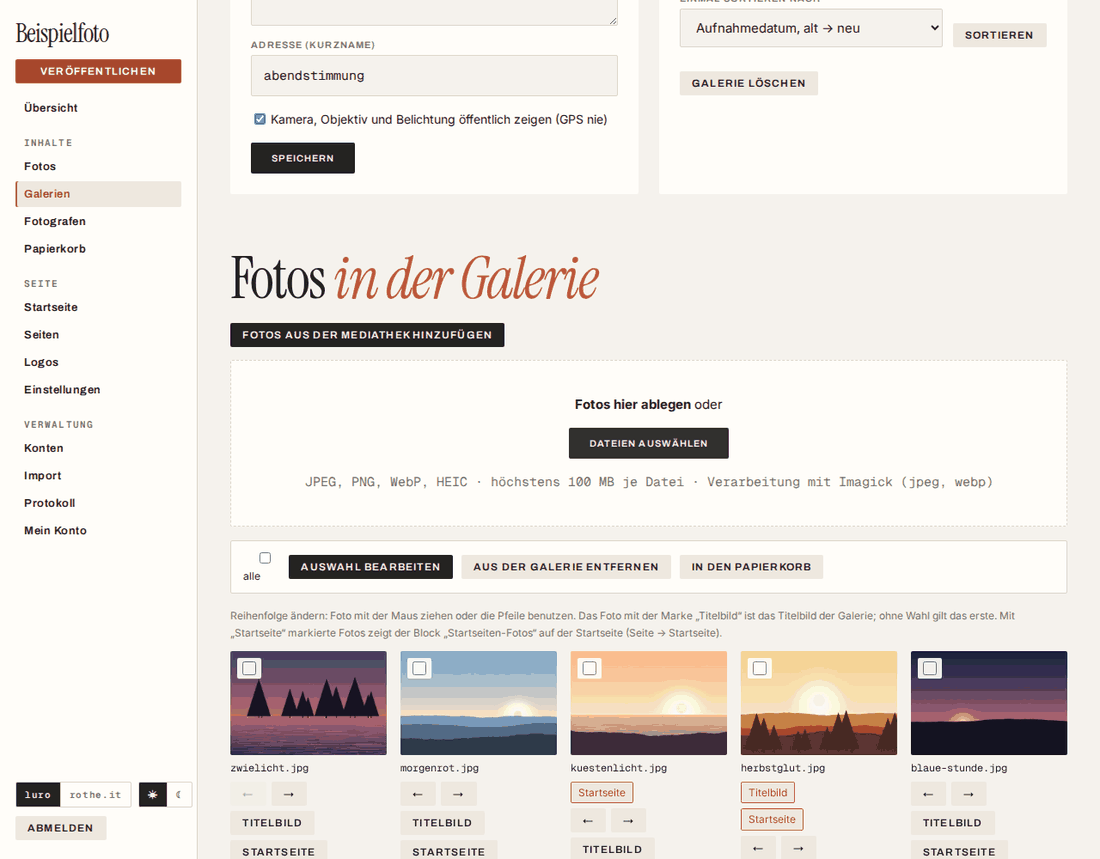 Beispielfoto
VERÖFFENTLICHEN
Übersicht
INHALTE
Fotos
Galerien
Fotografen
Papierkorb
SEITE
Startseite
Seiten
Logos
Einstellungen
VERWALTUNG
Konten
Import
Protokoll
Mein Konto
luro rothe.it
ABMELDEN
ADRESSE (KURZNAME)
abendstimmung
Kamera, Objektiv und Belichtung öffentlich zeigen (GPS nie)
SPEICHERN
Aufnahmedatum, alt → neu
SORTIEREN
GALERIE LÖSCHEN
Fotos in der Galerie
FOTOS AUS DER MEDIATHEK HINZUFÜGEN
Fotos hier ablegen oder
DATEIEN AUSWÄHLEN
JPEG, PNG, WebP, HEIC · höchstens 100 MB je Datei · Verarbeitung mit Imagick (jpeg, webp)
alle
AUSWAHL BEARBEITEN
AUS DER GALERIE ENTFERNEN
IN DEN PAPIERKORB
Reihenfolge ändern: Foto mit der Maus ziehen oder die Pfeile benutzen. Das Foto mit der Marke „Titelbild“ ist das Titelbild der Galerie; ohne Wahl gilt das erste. Mit
„Startseite“ markierte Fotos zeigt der Block „Startseiten-Fotos“ auf der Startseite (Seite → Startseite).
zwielicht.jpg
← →
TITELBILD
STARTSEITE
morgenrot.jpg
← →
TITELBILD
STARTSEITE
kuestenlicht.jpg
Startseite
← →
TITELBILD
herbstglut.jpg
Titelbild
Startseite
← →
blaue-stunde.jpg
← →
TITELBILD
STARTSEITE